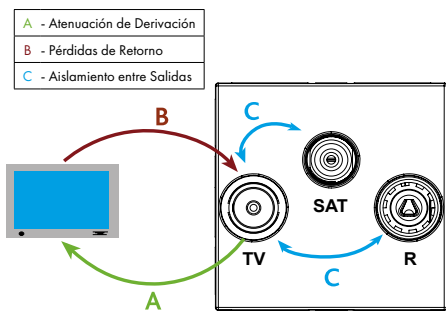 A - Atenuación de Derivación
B - Pérdidas de Retorno
C - Aislamiento entre Salidas
B
C
SAT
TV
R
C
A